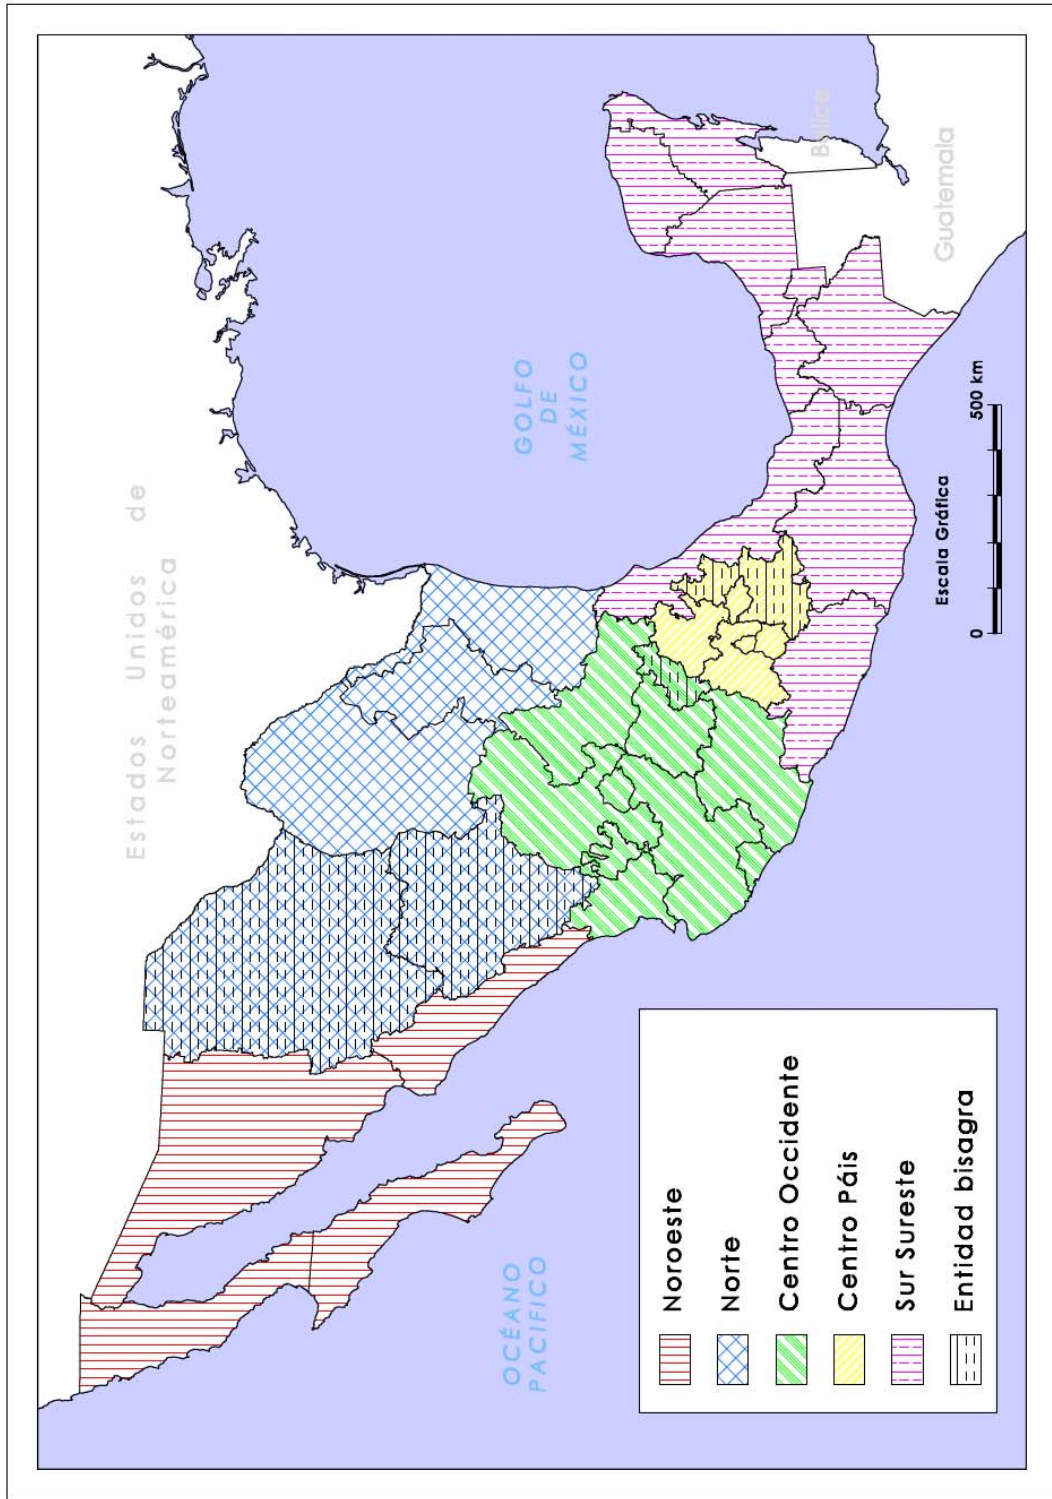 Estados Unidos de
Norteamérica
GOLFO
DE
MÉXICO
Belice
Guatemala
OCÉANO
PACIFICO
Noroeste
Norte
Centro Occidente
Centro Páis
Sur Sureste
Entidad bisagra
Escala Gráfica
0 500 km